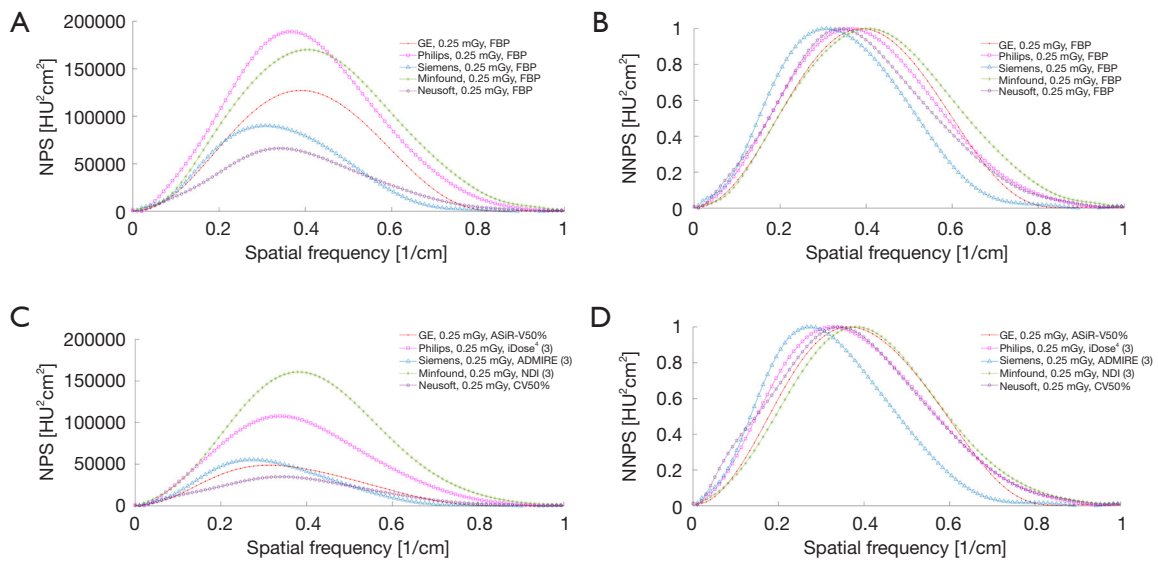 A
200000
150000
100000
50000
0
NPS [HU²cm²]
0 0.2 0.4 0.6 0.8 1
Spatial frequency [1/cm]
GE, 0.25 mGy, FBP
Philips, 0.25 mGy, FBP
Siemens, 0.25 mGy, FBP
Minfound, 0.25 mGy, FBP
Neusoft, 0.25 mGy, FBP
B
1
0.8
0.6
0.4
0.2
0
NNPS [HU²cm²]
0 0.2 0.4 0.6 0.8 1
Spatial frequency [1/cm]
GE, 0.25 mGy, FBP
Philips, 0.25 mGy, FBP
Siemens, 0.25 mGy, FBP
Minfound, 0.25 mGy, FBP
Neusoft, 0.25 mGy, FBP
C
200000
150000
100000
50000
0
NPS [HU²cm²]
0 0.2 0.4 0.6 0.8 1
Spatial frequency [1/cm]
GE, 0.25 mGy, ASiR-V50%
Philips, 0.25 mGy, iDose⁴ (3)
Siemens, 0.25 mGy, ADMIRE (3)
Minfound, 0.25 mGy, NDI (3)
Neusoft, 0.25 mGy, CV50%
D
1
0.8
0.6
0.4
0.2
0
NNPS [HU²cm²]
0 0.2 0.4 0.6 0.8 1
Spatial frequency [1/cm]
GE, 0.25 mGy, ASiR-V50%
Philips, 0.25 mGy, iDose⁴ (3)
Siemens, 0.25 mGy, ADMIRE (3)
Minfound, 0.25 mGy, NDI (3)
Neusoft, 0.25 mGy, CV50%